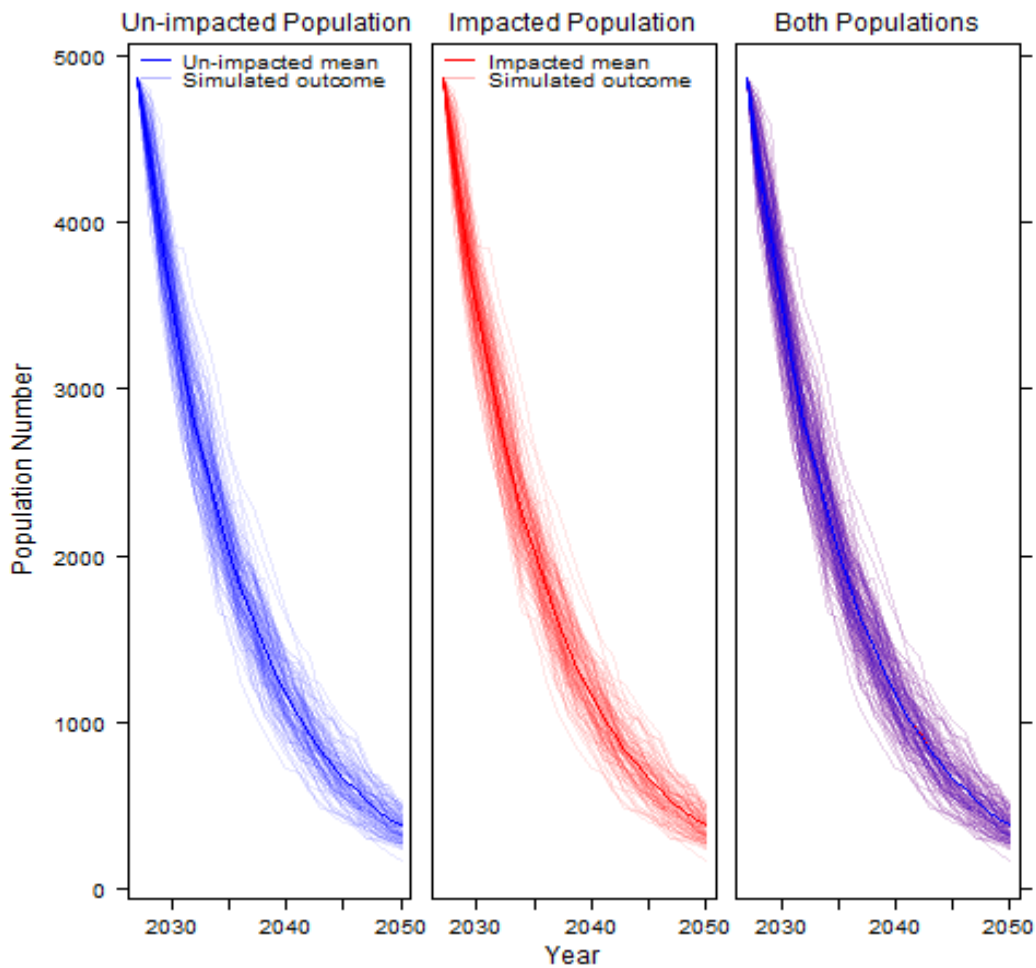 Un-impacted Population
Impacted Population
Both Populations
Un-impacted mean
Simulated outcome
Impacted mean
Simulated outcome
5000
4000
3000
2000
1000
0
Population Number
2030
2040
2050
2030
2040
2050
2030
2040
2050
Year